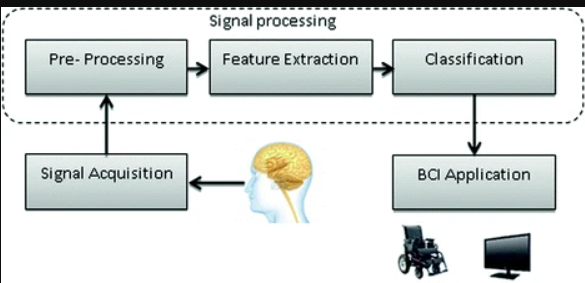 Signal processing
Pre- Processing
Feature Extraction
Classification
Signal Acquisition
BCI Application